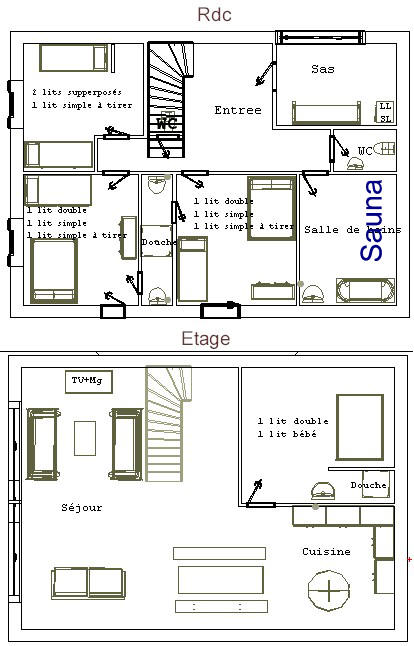 Rdc
Sas
2 lits supperposés
1 lit simple à tirer
LL
SL
Entree
WC
WC
1 lit double
1 lit simple
1 lit simple à tirer
Douche
1 lit double
1 lit simple
1 lit simple à tirer
Salle de bains
Sauna
Etage
TV+Mg
1 lit double
1 lit bébé
Douche
Séjour
Cuisine